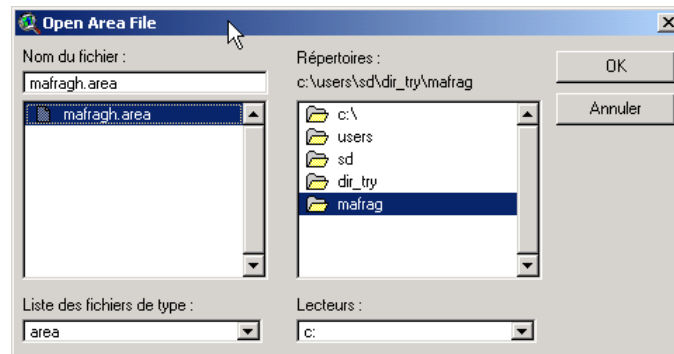 Open Area File
Nom du fichier :
mafragh.area
mafragh.area
Liste des fichiers de type :
area
Répertoires :
c:\users\sd\dir_try\mafrag
c:\
users
sd
dir_try
mafrag
Lecteurs :
c:
OK
Annuler